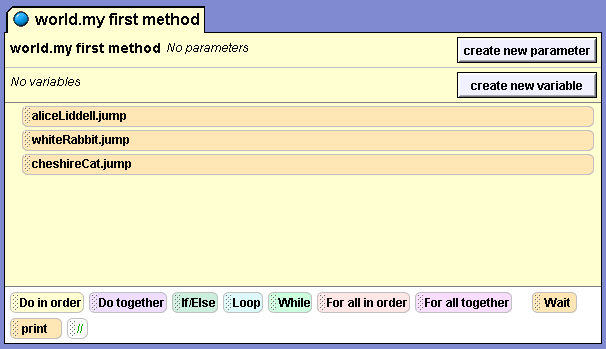 world.my first method
world.my first method No parameters create new parameter
No variables create new variable
aliceLiddell.jump
whiteRabbit.jump
cheshireCat.jump
Do in order Do together If/Else Loop While For all in order For all together Wait
print //